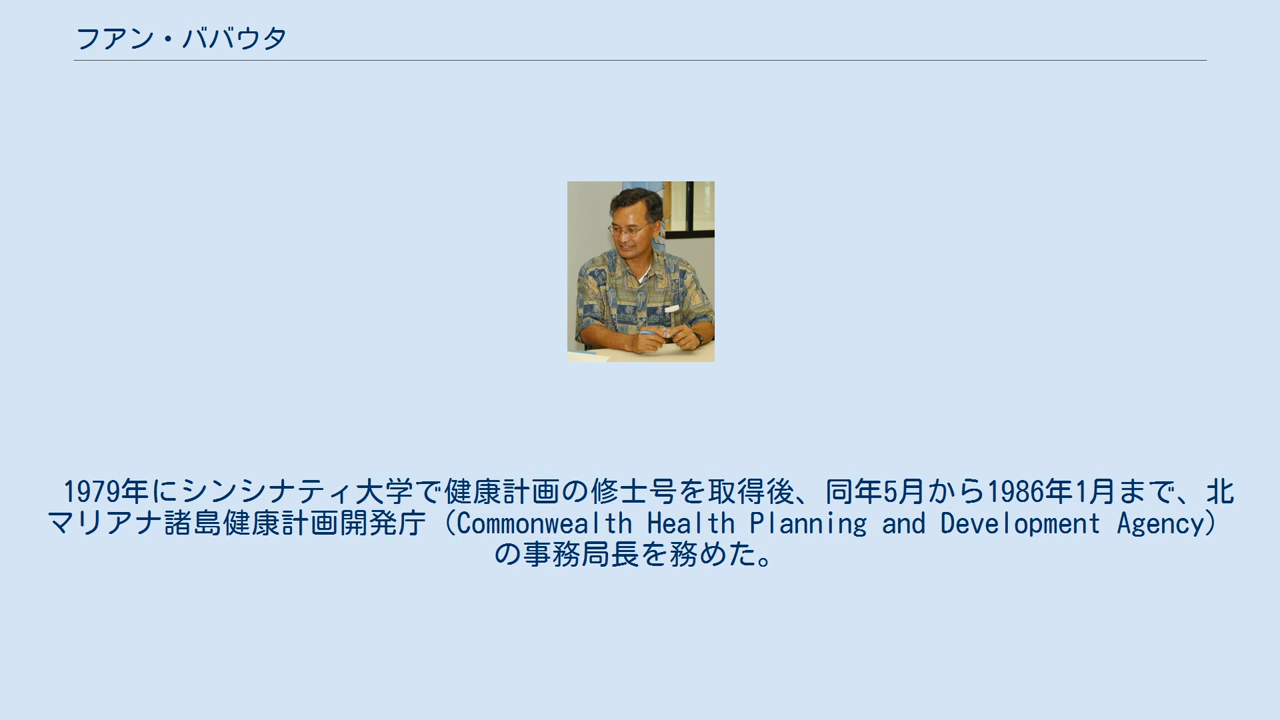 フアン・ババウタ
1979年にシンシナティ大学で健康計画の修士号を取得後、同年5月から1986年1月まで、北
マリアナ諸島健康計画開発庁（Commonwealth Health Planning and Development Agency）
の事務局長を務めた。